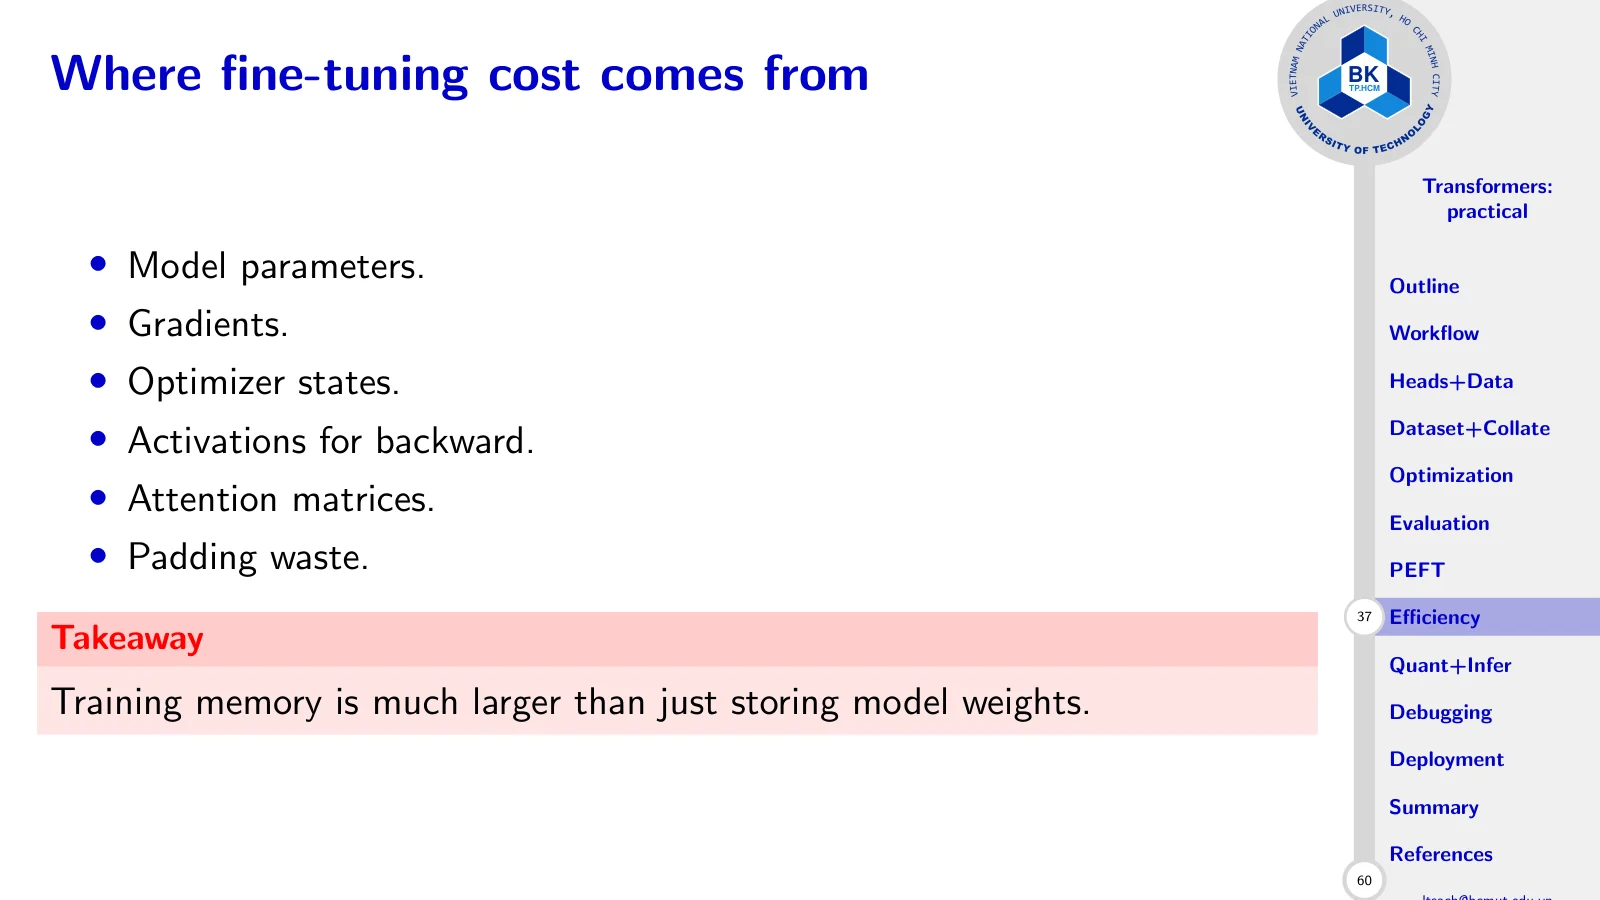 Where fine-tuning cost comes from
Model parameters.
Gradients.
Optimizer states.
Activations for backward.
Attention matrices.
Padding waste.
Takeaway
Training memory is much larger than just storing model weights.
VIETNAM NATIONAL UNIVERSITY, HO CHI MINH CITY
BK
TP.HCM
UNIVERSITY OF TECHNOLOGY
Transformers:
practical
Outline
Workflow
Heads+Data
Dataset+Collate
Optimization
Evaluation
PEFT
37
Efficiency
Quant+Infer
Debugging
Deployment
Summary
References
60